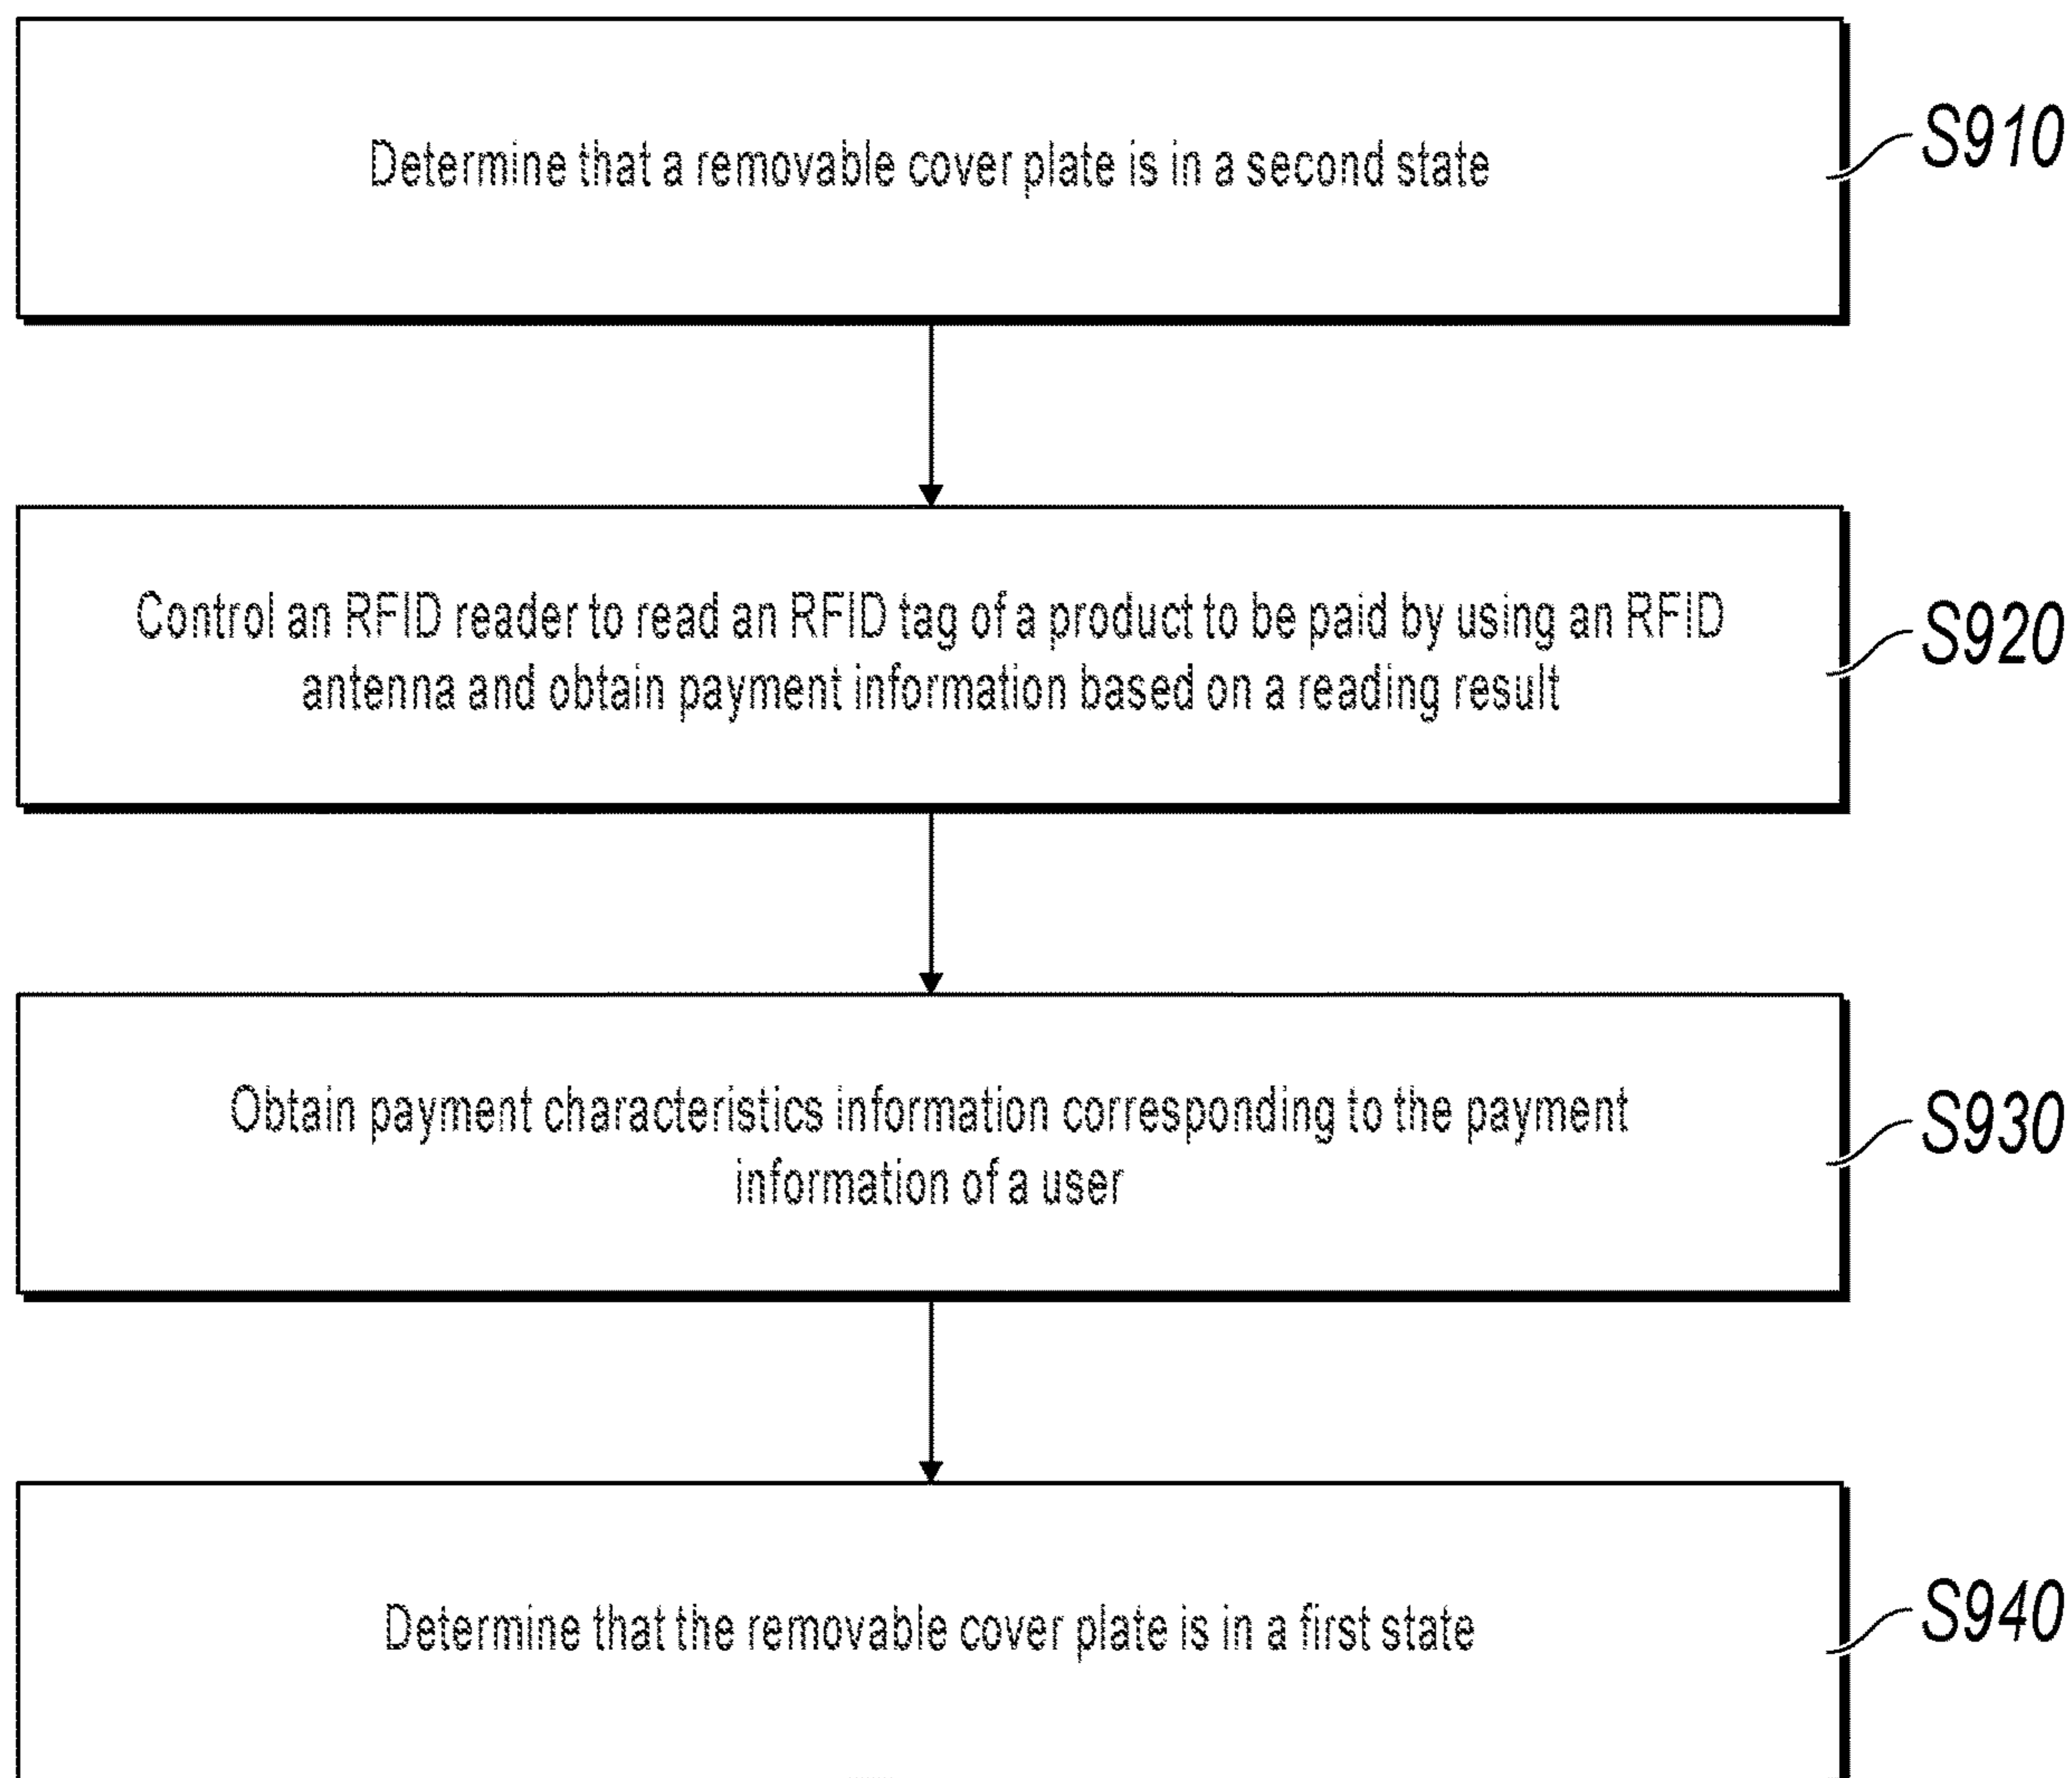 Determine that a removable cover plate is in a second state
S910
Control an RFID reader to read an RFID tag of a product to be paid by using an RFID
antenna and obtain payment information based on a reading result
S920
Obtain payment characteristics information corresponding to the payment
information of a user
S930
Determine that the removable cover plate is in a first state
S940